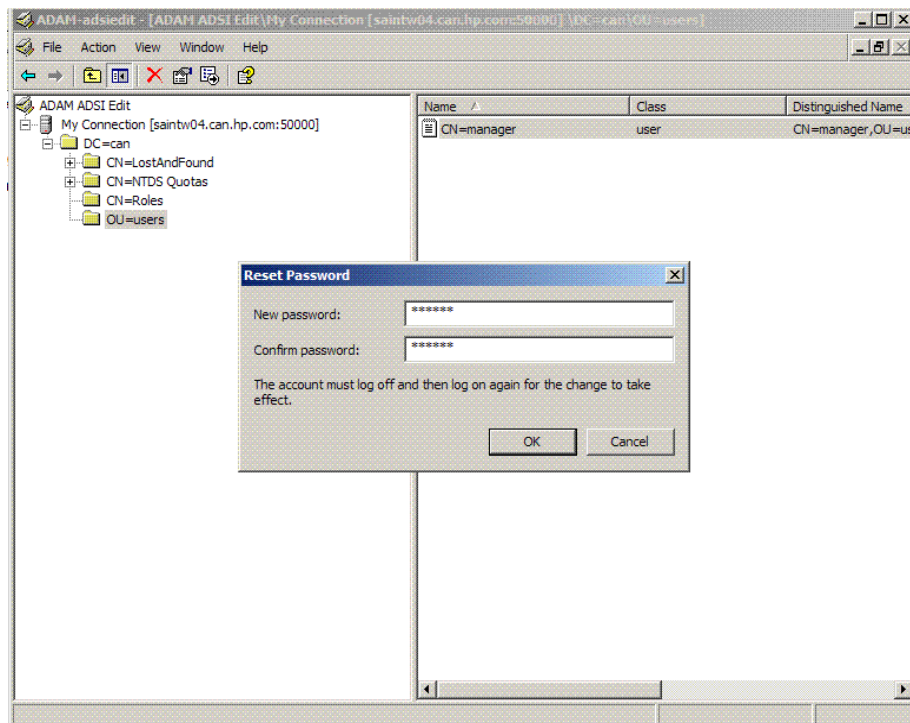 ADAM-adsiedit - [ADAM ADSI Edit\My Connection [saintw04.can.hp.com:50000] \DC=can\OU=users]
File Action View Window Help
ADAM ADSI Edit
My Connection [saintw04.can.hp.com:50000]
DC=can
CN=LostAndFound
CN=NTDS Quotas
CN=Roles
OU=users
Name Class Distinguished Name
CN=manager user CN=manager,OU=us
Reset Password
New password: ******
Confirm password: ******
The account must log off and then log on again for the change to take
effect.
OK Cancel